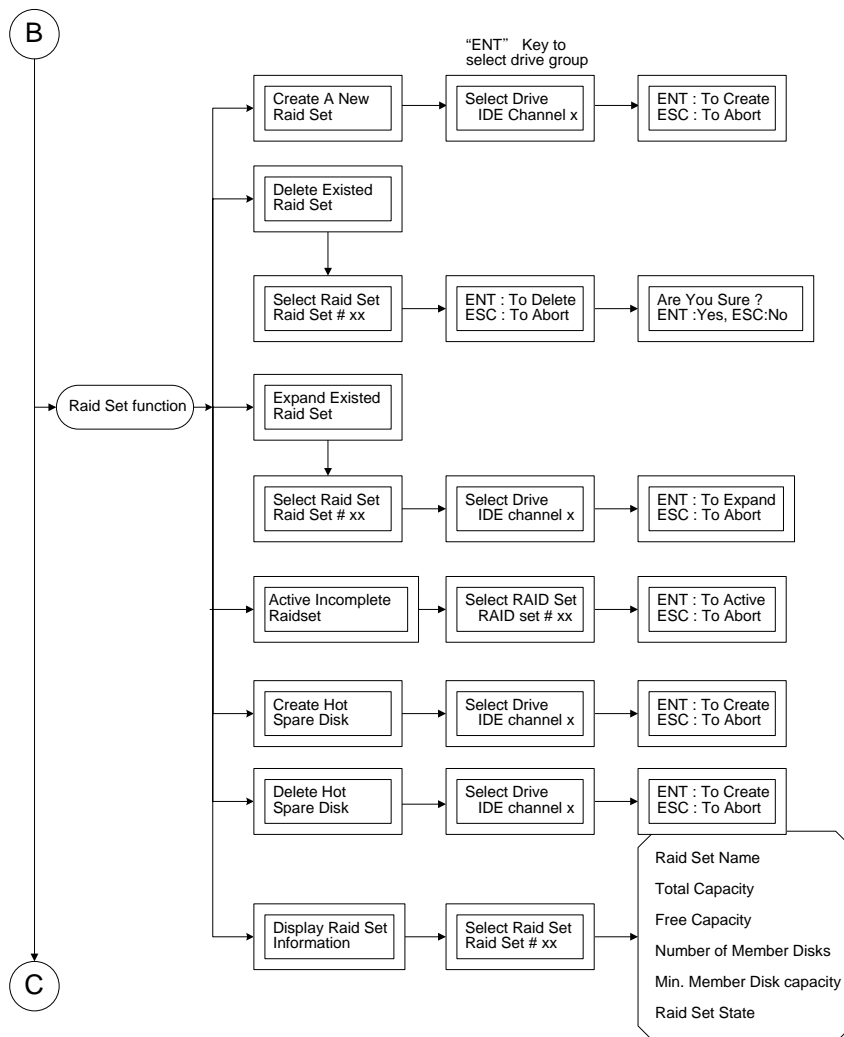 B
“ENT” Key to
select drive group
Create A New
Raid Set
Select Drive
IDE Channel x
ENT : To Create
ESC : To Abort
Delete Existed
Raid Set
Select Raid Set
Raid Set # xx
ENT : To Delete
ESC : To Abort
Are You Sure ?
ENT :Yes, ESC:No
Raid Set function
Expand Existed
Raid Set
Select Raid Set
Raid Set # xx
Select Drive
IDE channel x
ENT : To Expand
ESC : To Abort
Active Incomplete
Raidset
Select RAID Set
RAID set # xx
ENT : To Active
ESC : To Abort
Create Hot
Spare Disk
Select Drive
IDE channel x
ENT : To Create
ESC : To Abort
Delete Hot
Spare Disk
Select Drive
IDE channel x
ENT : To Create
ESC : To Abort
Display Raid Set
Information
Select Raid Set
Raid Set # xx
Raid Set Name
Total Capacity
Free Capacity
Number of Member Disks
Min. Member Disk capacity
Raid Set State
C